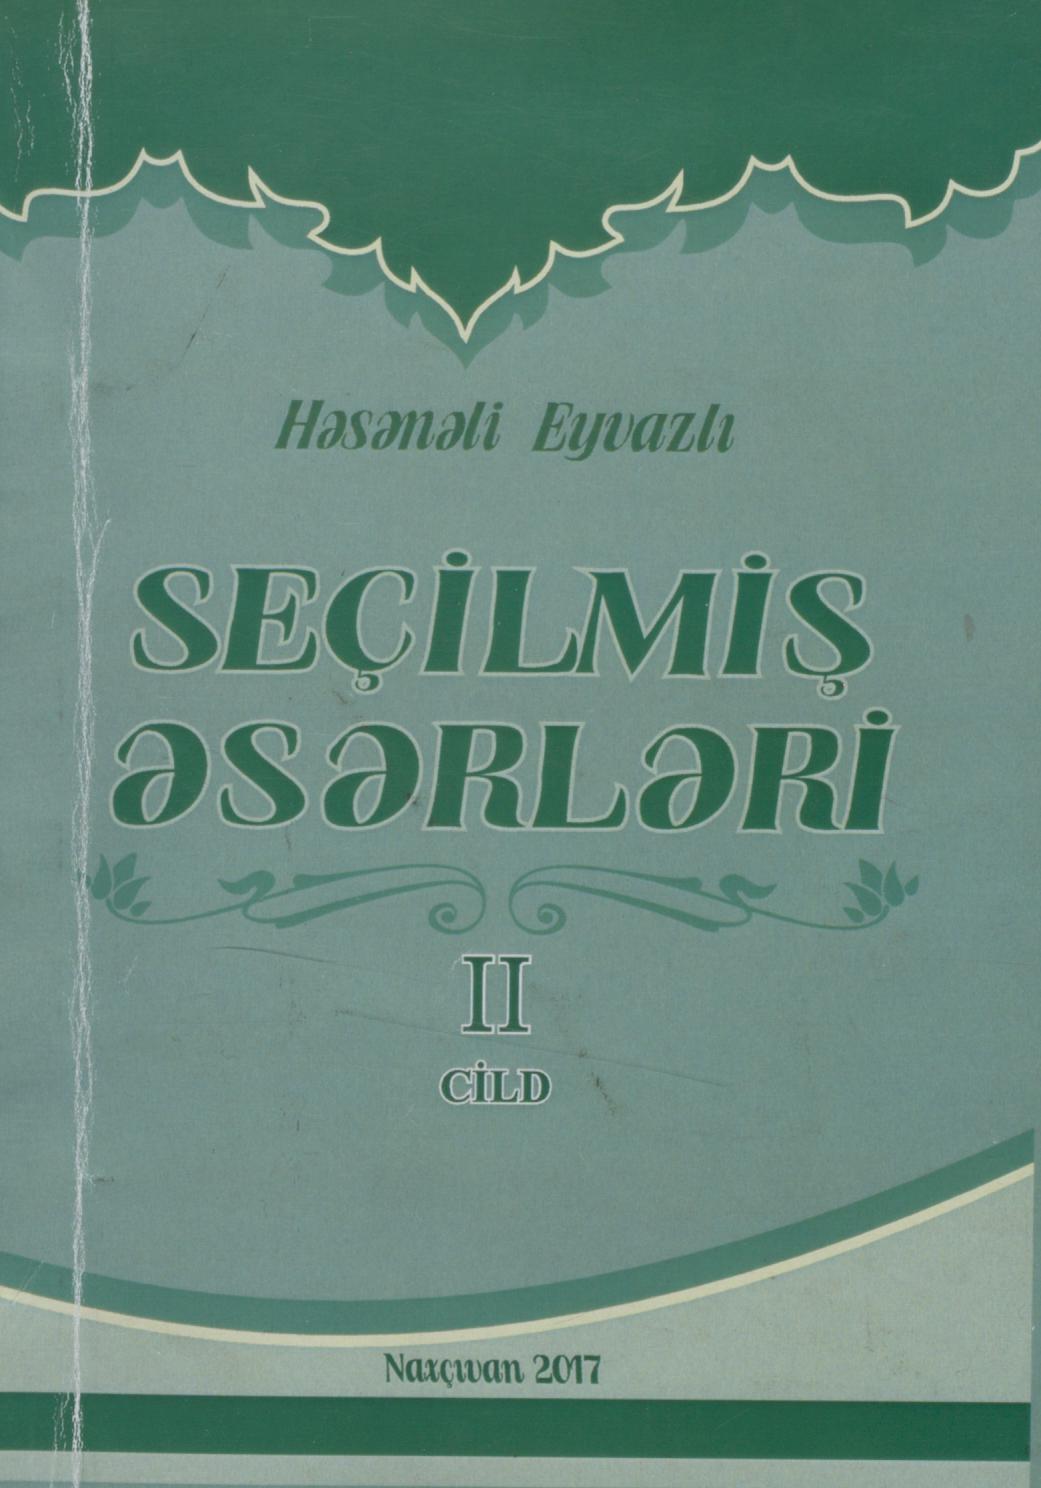 Həsənəli Eyvazlı
SEÇİLMİŞ
ƏSƏRLƏRİ
II
CİLD
Naxçıvan 2017